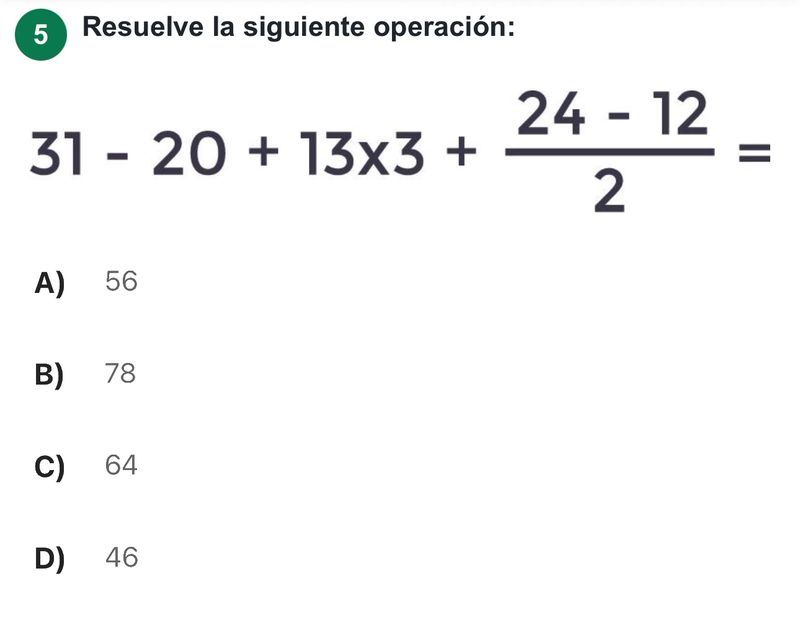 5 Resuelve la siguiente operación:
31 - 20 + 13x3 + 24 - 12 =
2
A) 56
B) 78
C) 64
D) 46